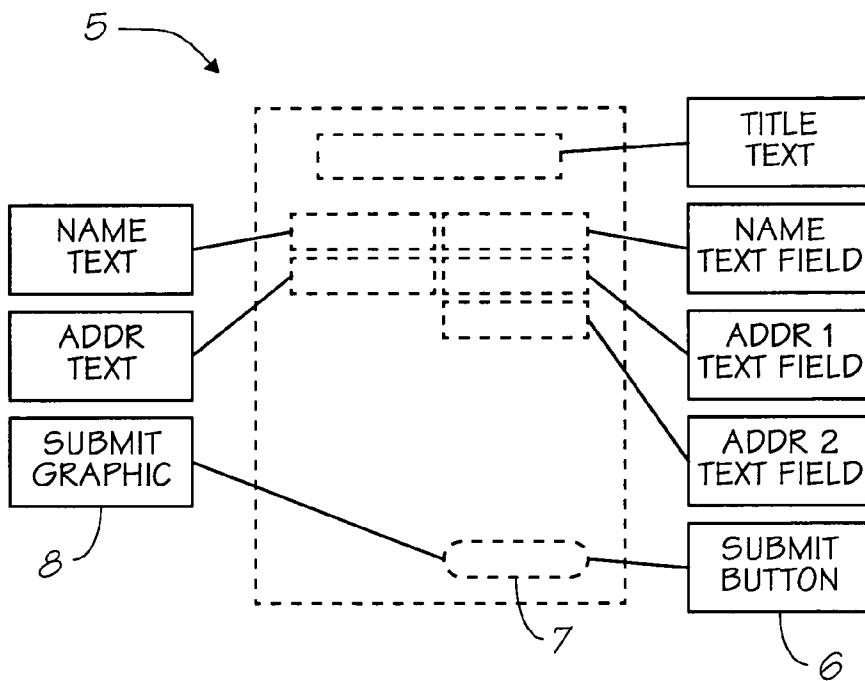 5
TITLE
TEXT
NAME
TEXT
NAME
TEXT FIELD
ADDR
TEXT
ADDR 1
TEXT FIELD
SUBMIT
GRAPHIC
ADDR 2
TEXT FIELD
8
SUBMIT
BUTTON
7
6